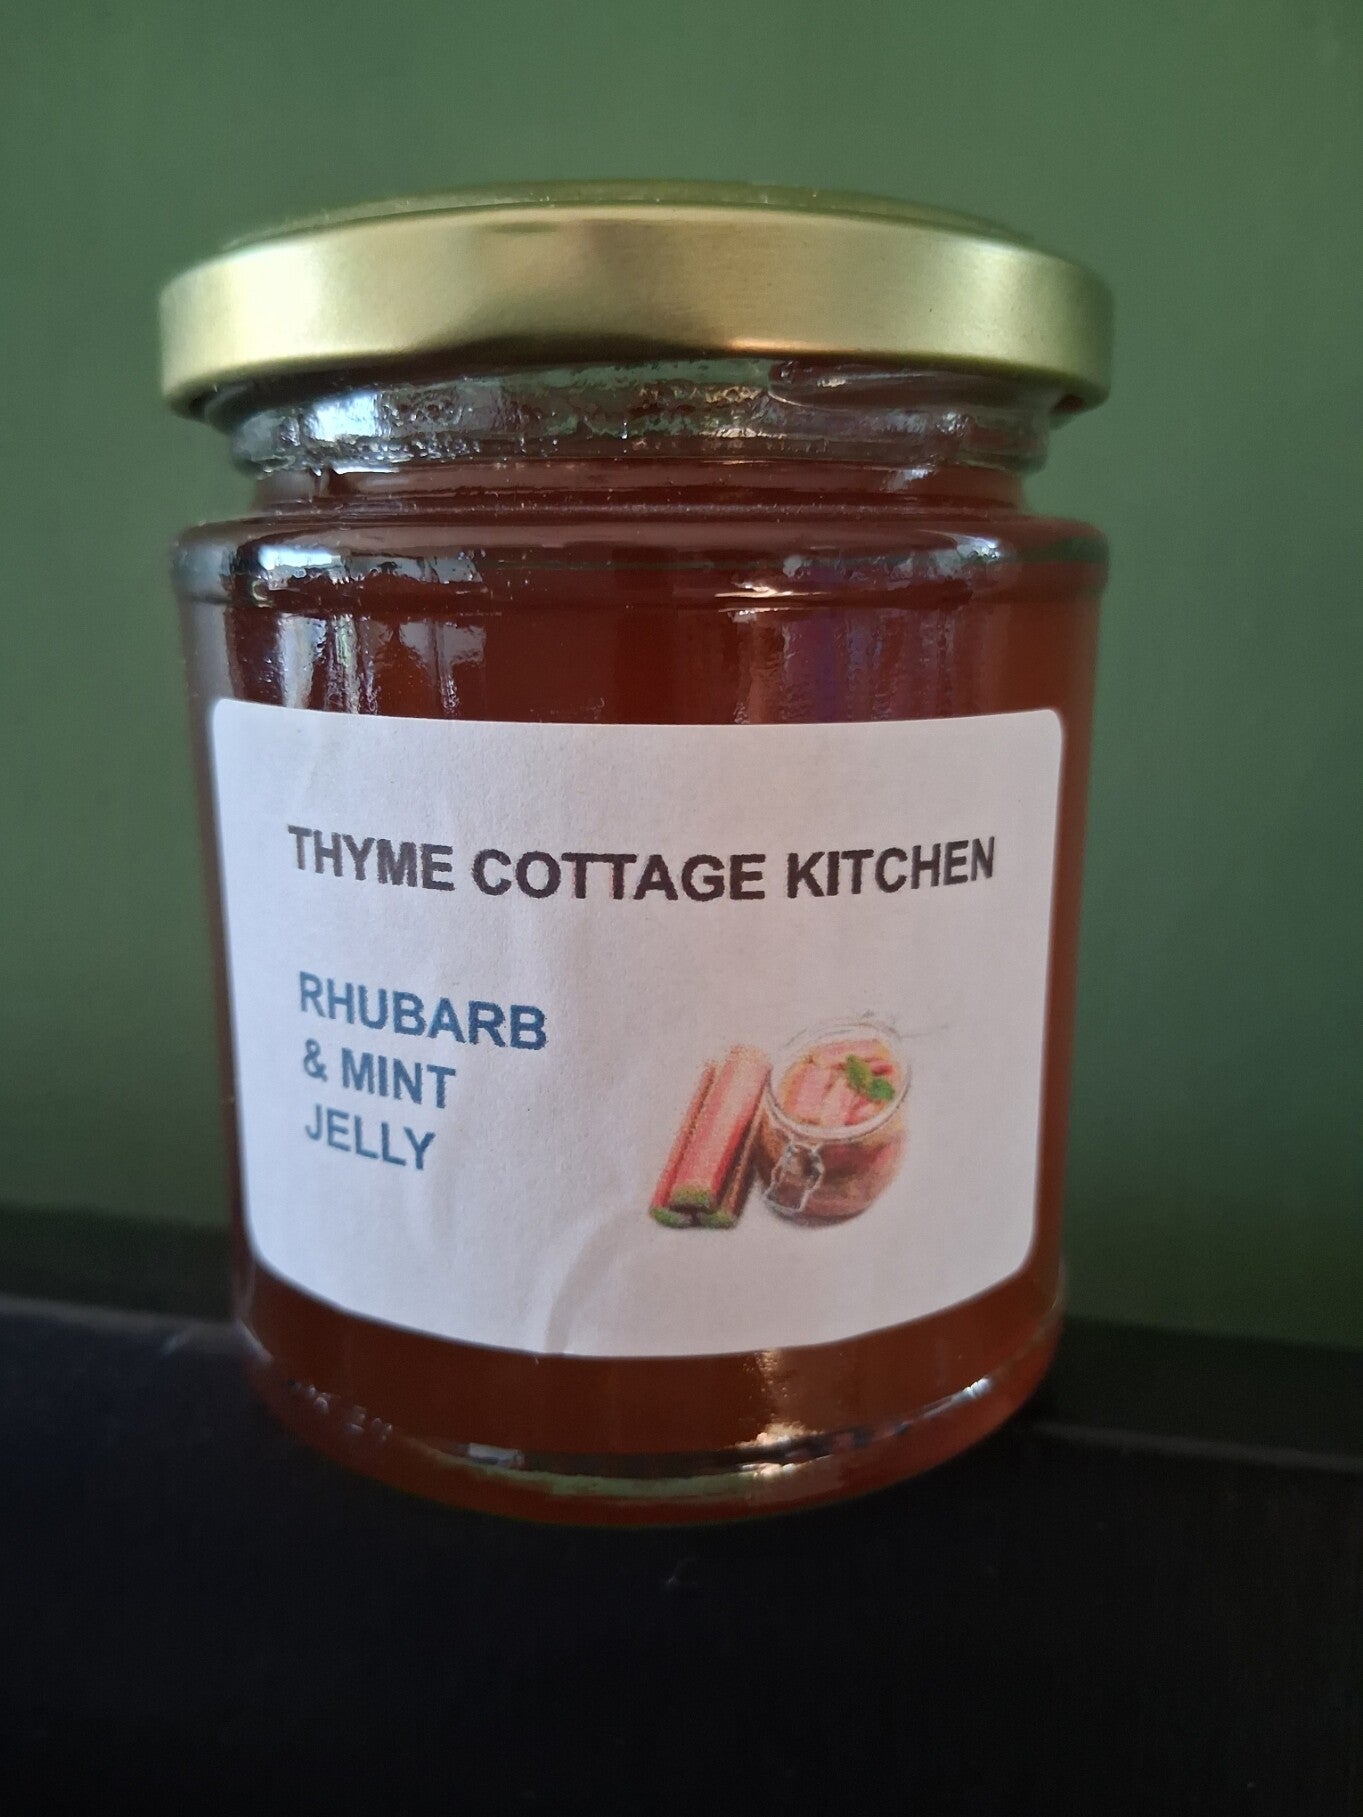 THYME COTTAGE KITCHEN
RHUBARB
& MINT
JELLY